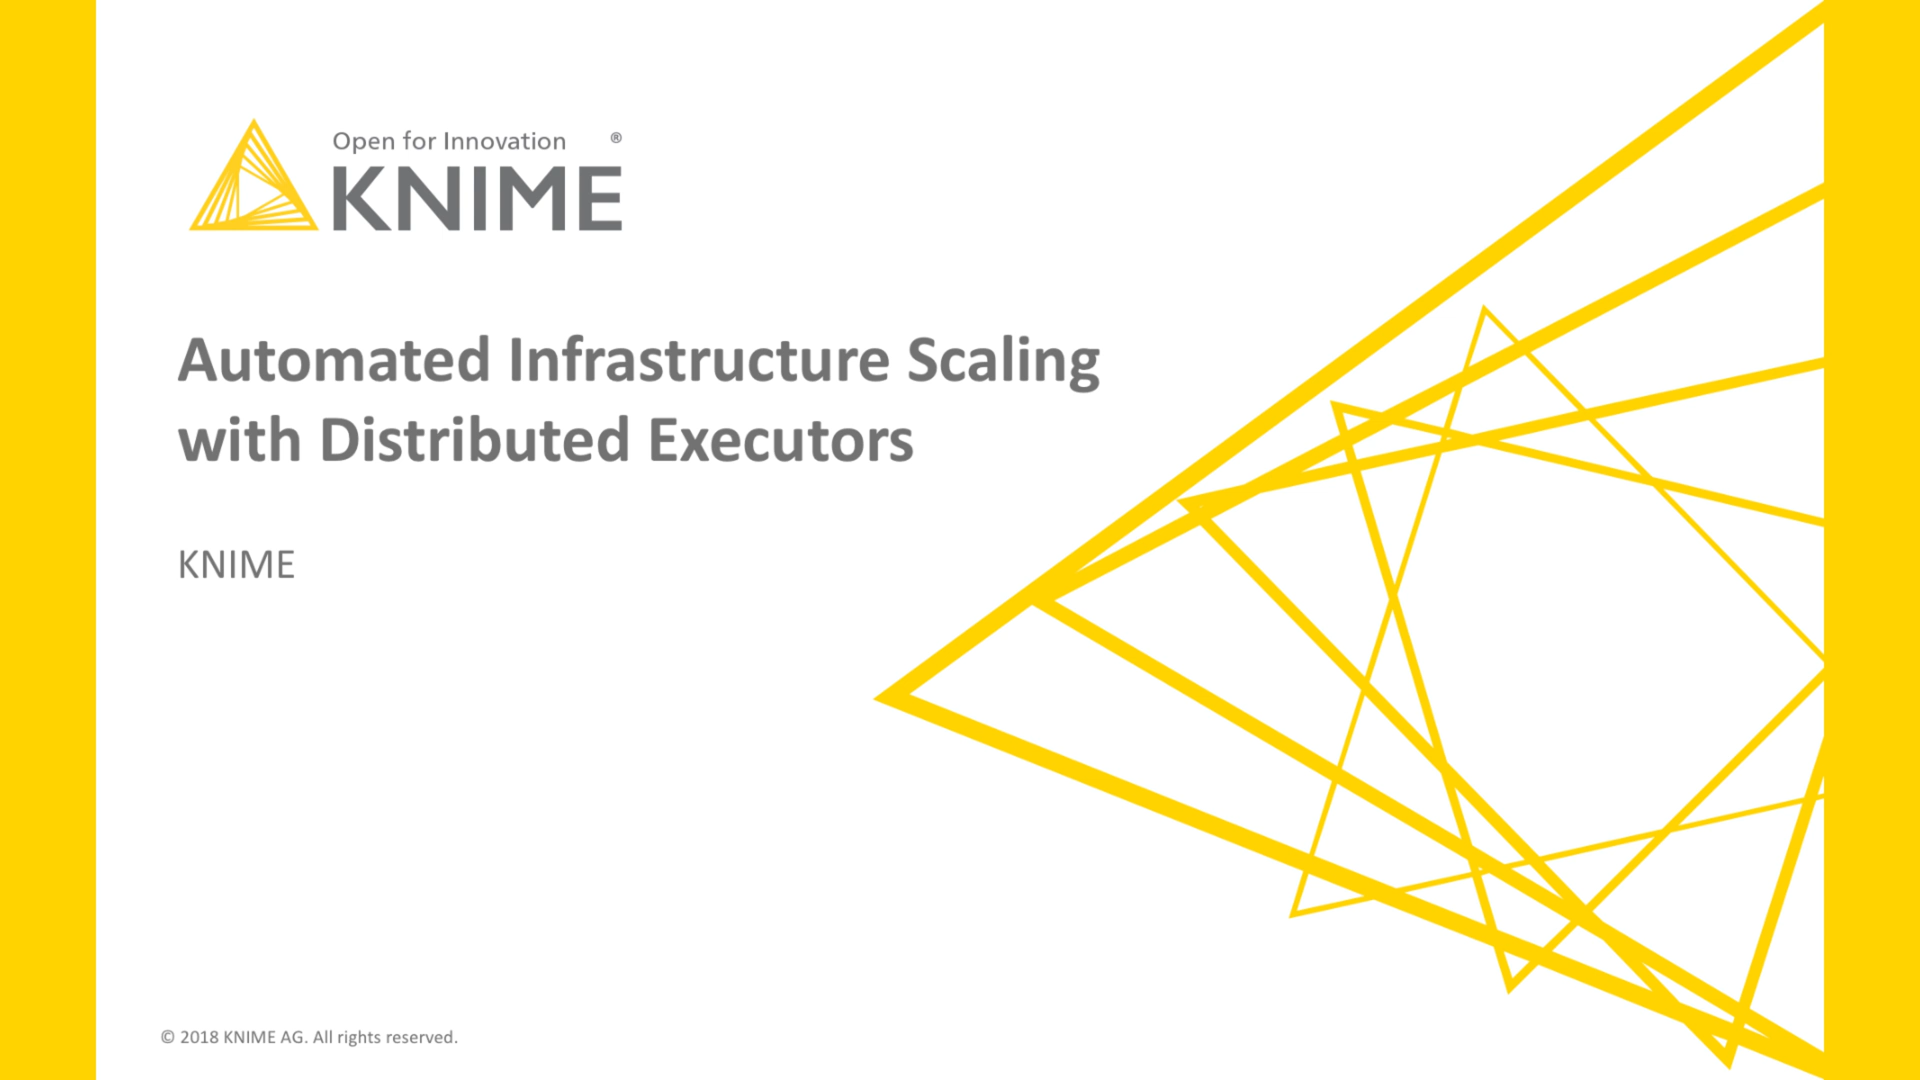 Open for Innovation ®
KNIME
Automated Infrastructure Scaling
with Distributed Executors
KNIME
© 2018 KNIME AG. All rights reserved.